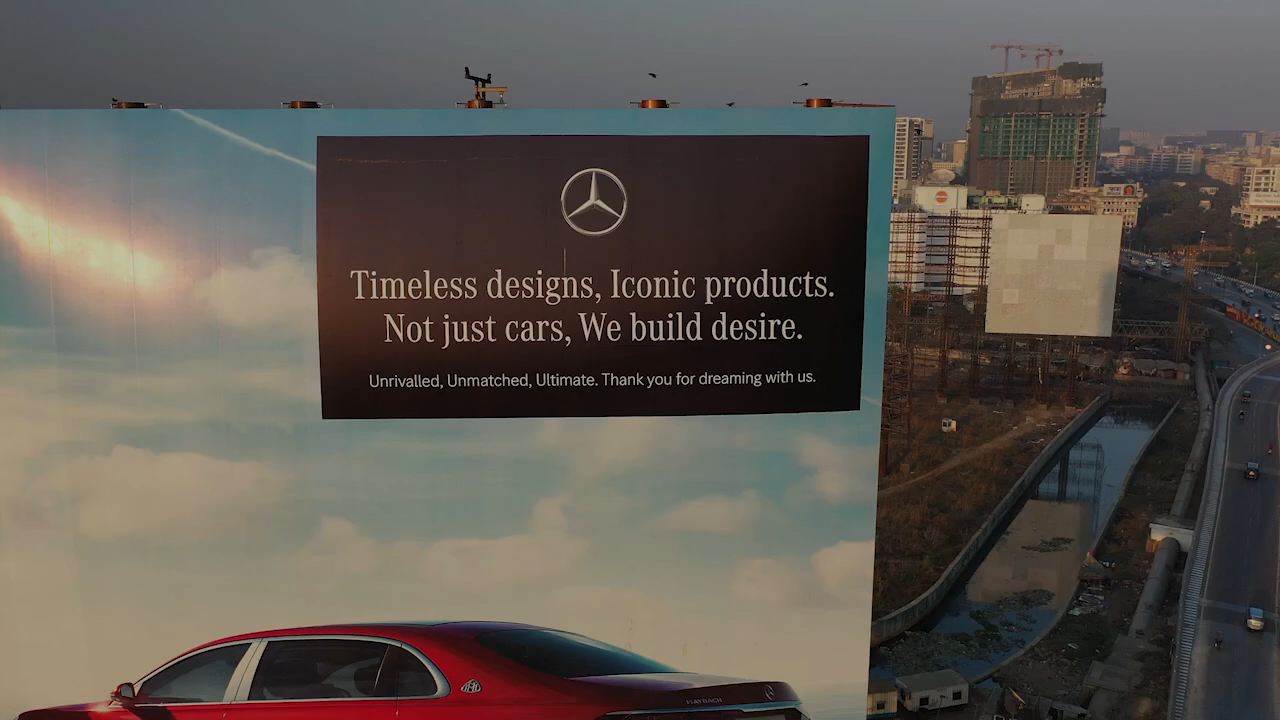 Timeless designs, Iconic products.
Not just cars, We build desire.
Unrivalled, Unmatched, Ultimate. Thank you for dreaming with us.
MAYBACH